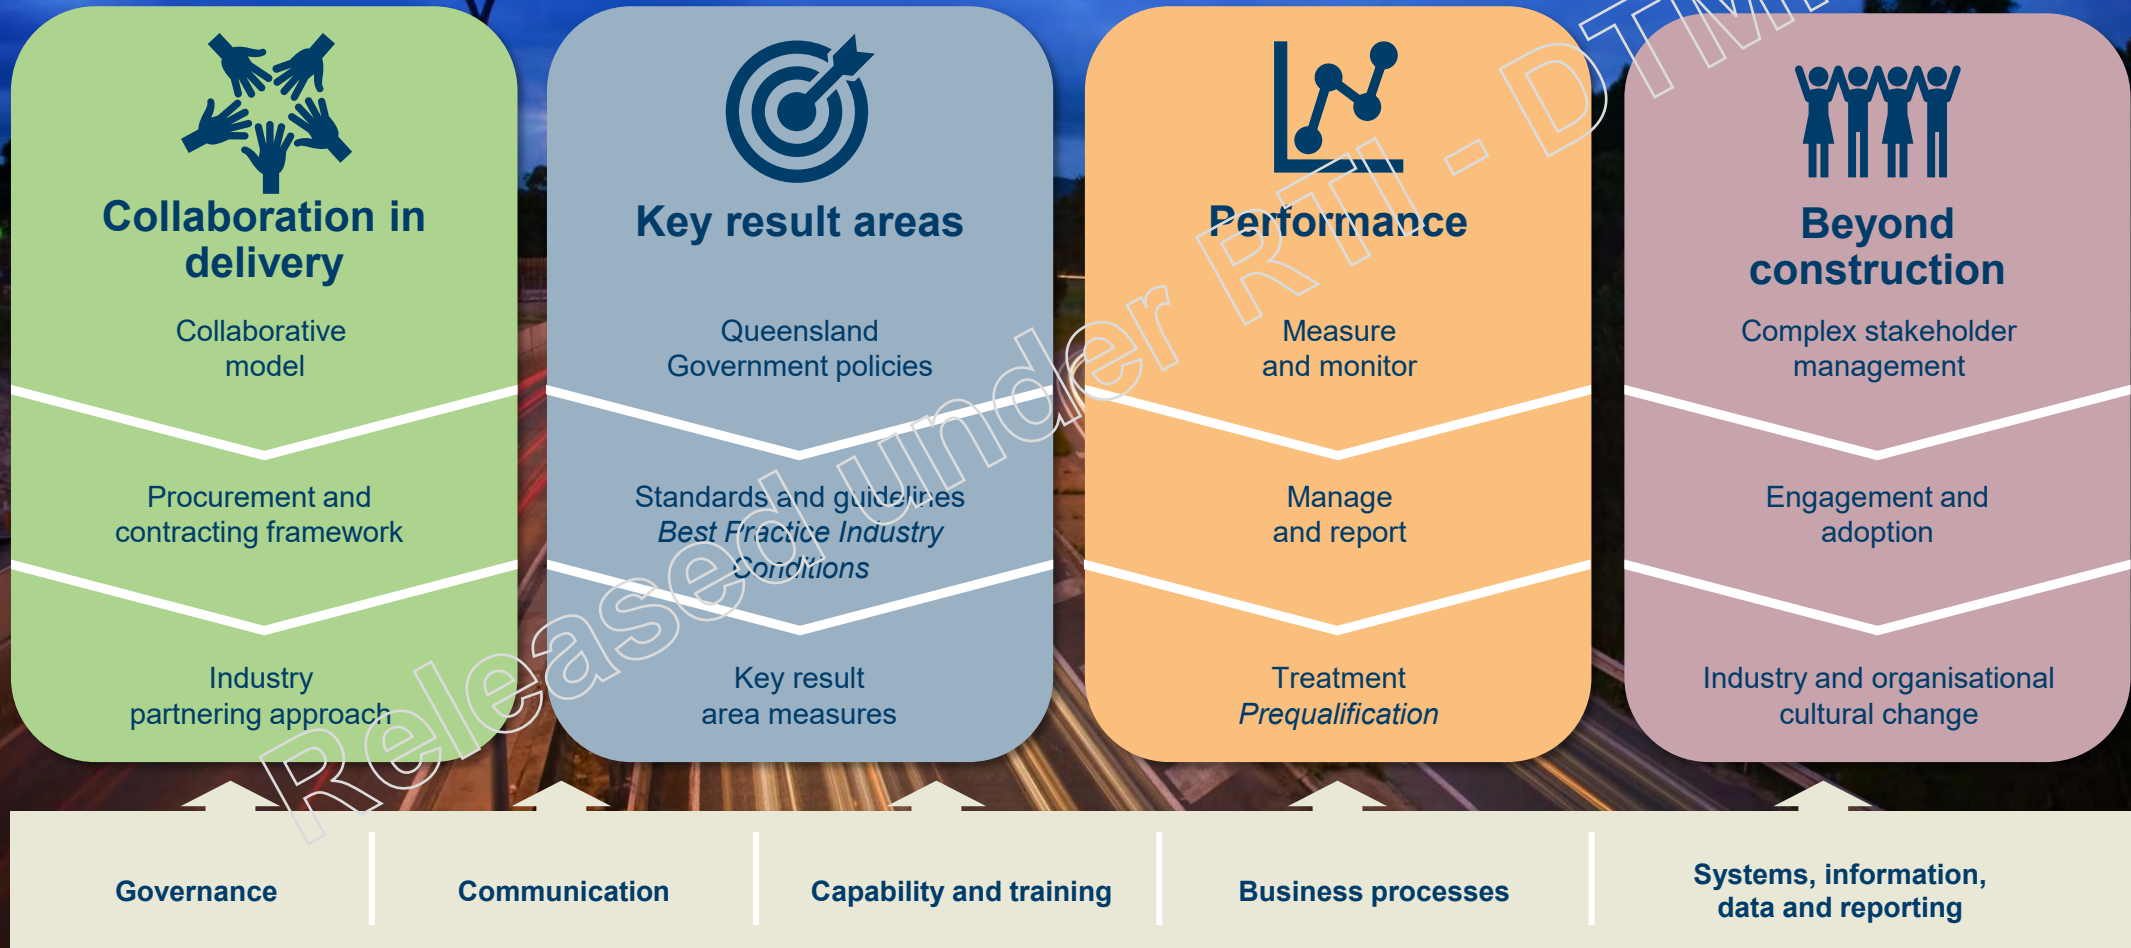 Collaboration in
delivery
Collaborative
model
Procurement and
contracting framework
Industry
partnering approach
Key result areas
Queensland
Government policies
Standards and guidelines
Best Practice Industry
Conditions
Key result
area measures
Performance
Measure
and monitor
Manage
and report
Treatment
Prequalification
Beyond
construction
Complex stakeholder
management
Engagement and
adoption
Industry and organisational
cultural change
Governance
Communication
Capability and training
Business processes
Systems, information,
data and reporting
Released under RTI - DTMR